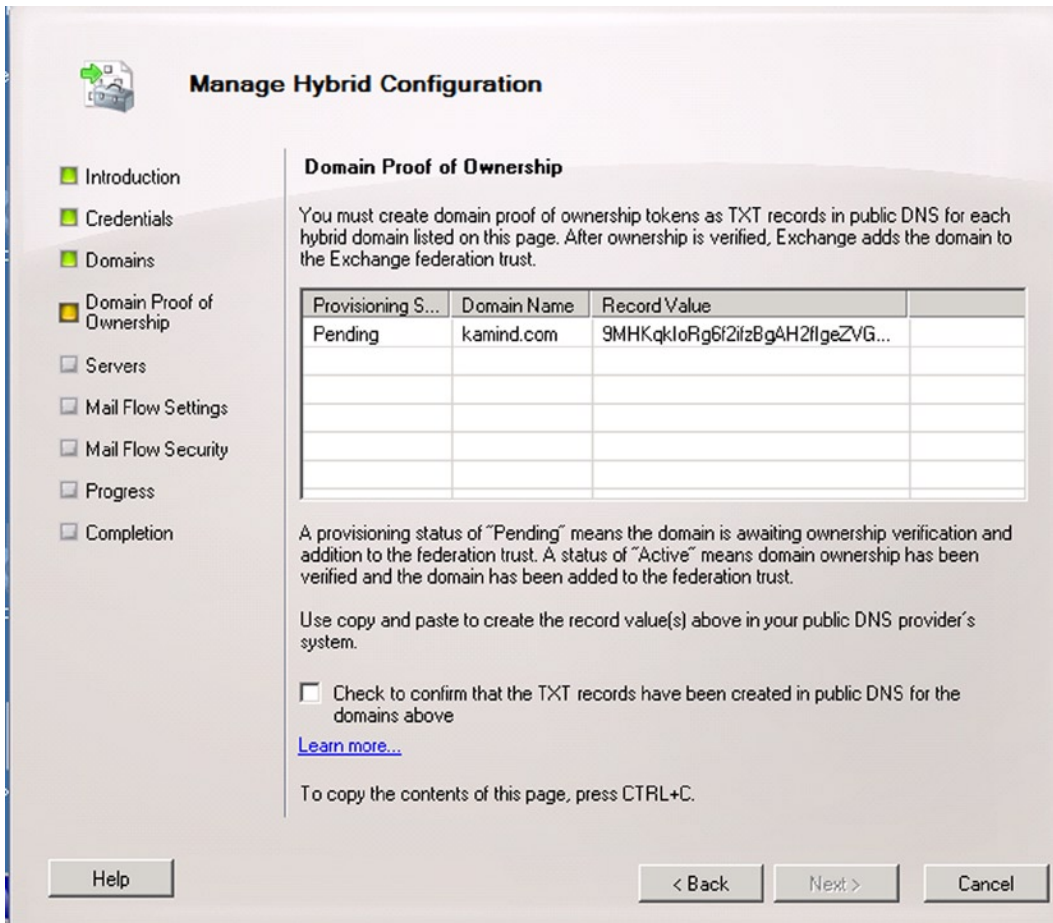 Manage Hybrid Configuration
Introduction
Credentials
Domains
Domain Proof of
Ownership
Servers
Mail Flow Settings
Mail Flow Security
Progress
Completion
Domain Proof of Ownership
You must create domain proof of ownership tokens as TXT records in public DNS for each
hybrid domain listed on this page. After ownership is verified, Exchange adds the domain to
the Exchange federation trust.
Provisioning S... Domain Name Record Value
Pending kamind.com
A provisioning status of "Pending" means the domain is awaiting ownership verification and
addition to the federation trust. A status of "Active" means domain ownership has been
verified and the domain has been added to the federation trust.
Use copy and paste to create the record value(s) above in your public DNS provider's
system.
Check to confirm that the TXT records have been created in public DNS for the
domains above
Learn more...
To copy the contents of this page, press CTRL+C.
Help
< Back
Next >
Cancel